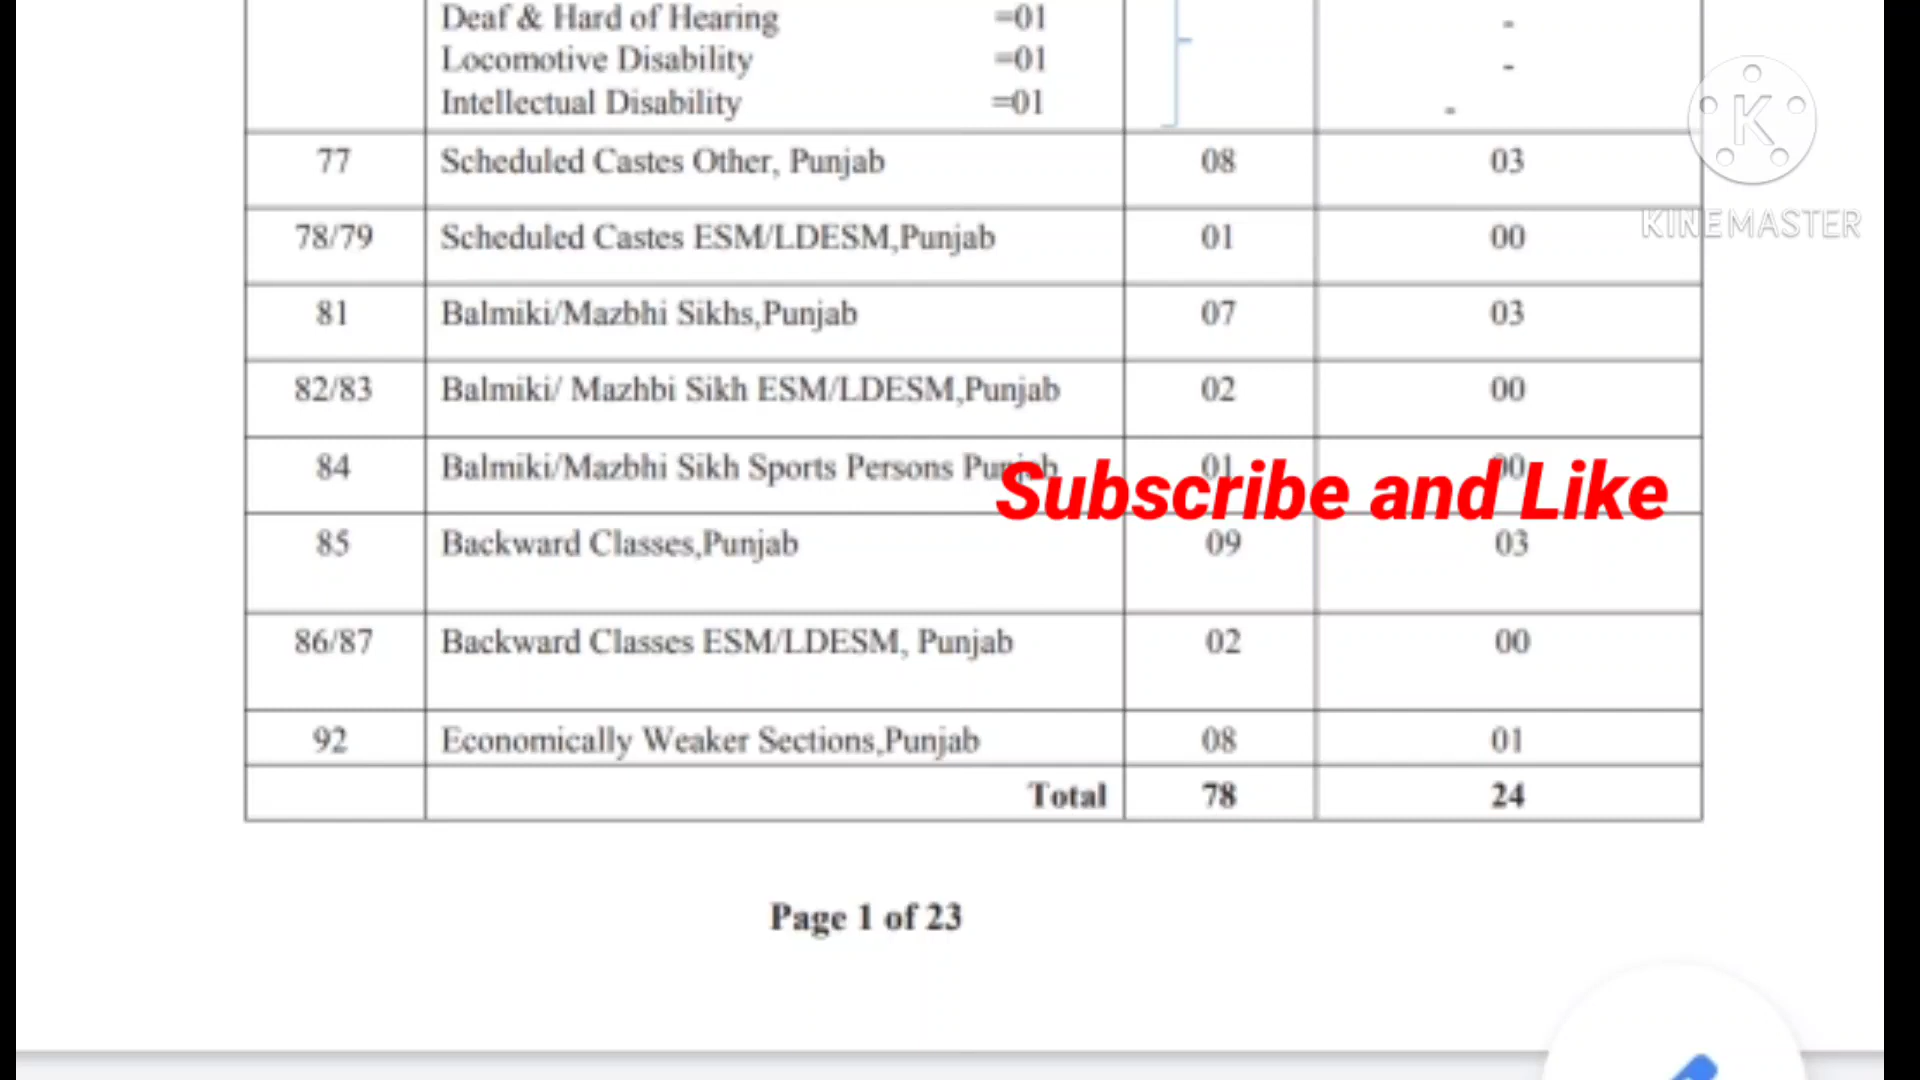 Deaf & Hard of Hearing =01 -
Locomotive Disability =01 -
Intellectual Disability =01 -
77 Scheduled Castes Other, Punjab 08 03
78/79 Scheduled Castes ESM/LDESM,Punjab 01 00
81 Balmiki/Mazbhi Sikhs,Punjab 07 03
82/83 Balmiki/ Mazhbi Sikh ESM/LDESM,Punjab 02 00
84 Balmiki/Mazbhi Sikh Sports Persons Punjab 01 00
85 Backward Classes,Punjab 09 03
86/87 Backward Classes ESM/LDESM, Punjab 02 00
92 Economically Weaker Sections,Punjab 08 01
Total 78 24
Page 1 of 23
Subscribe and Like
K
KINEMASTER